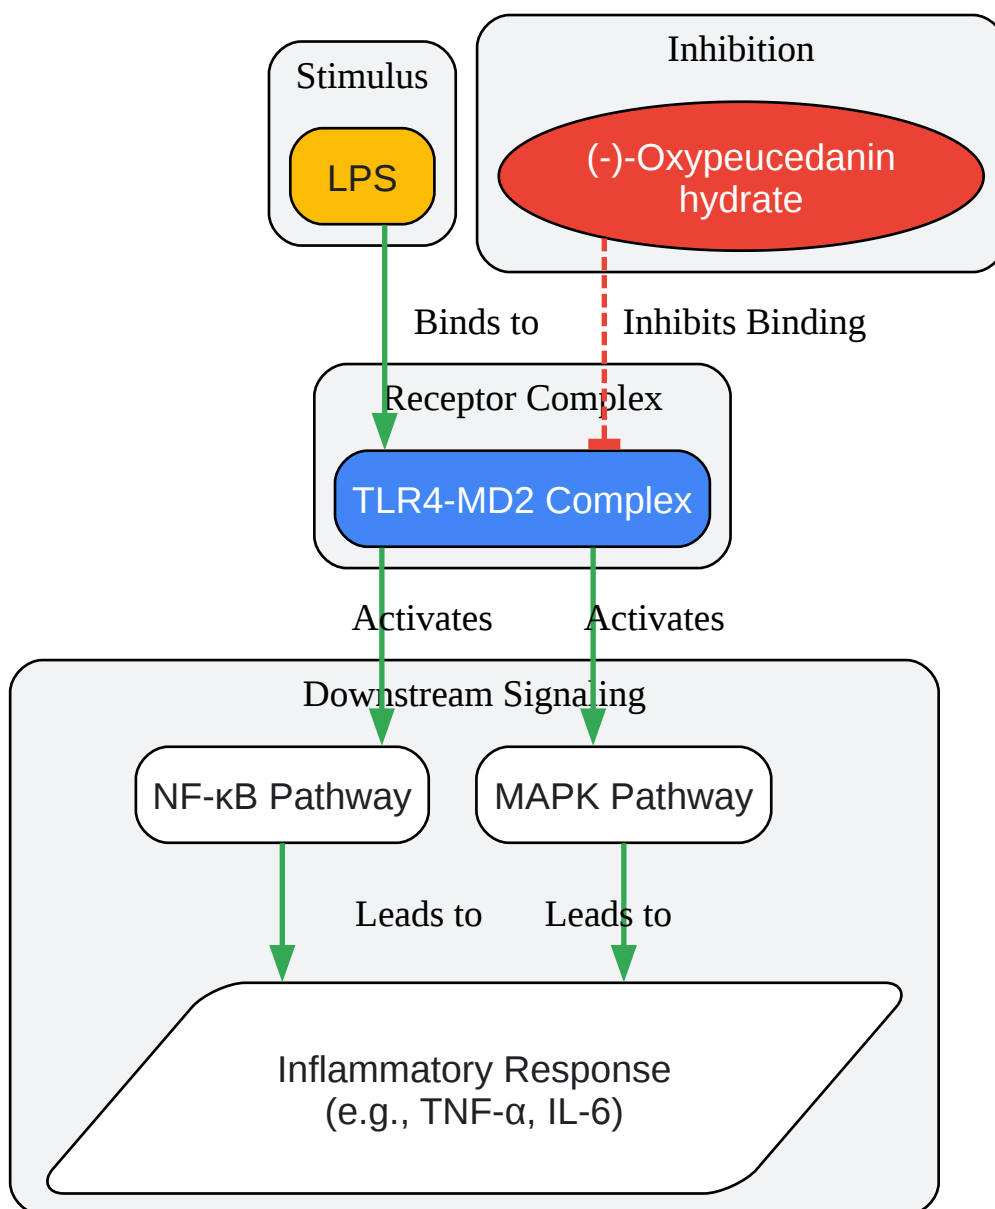 Stimulus
Inhibition
LPS
(-)-Oxypeucedanin
hydrate
Binds to
Inhibits Binding
Receptor Complex
TLR4-MD2 Complex
Activates
Activates
Downstream Signaling
NF-κB Pathway
MAPK Pathway
Leads to
Leads to
Inflammatory Response
(e.g., TNF-α, IL-6)